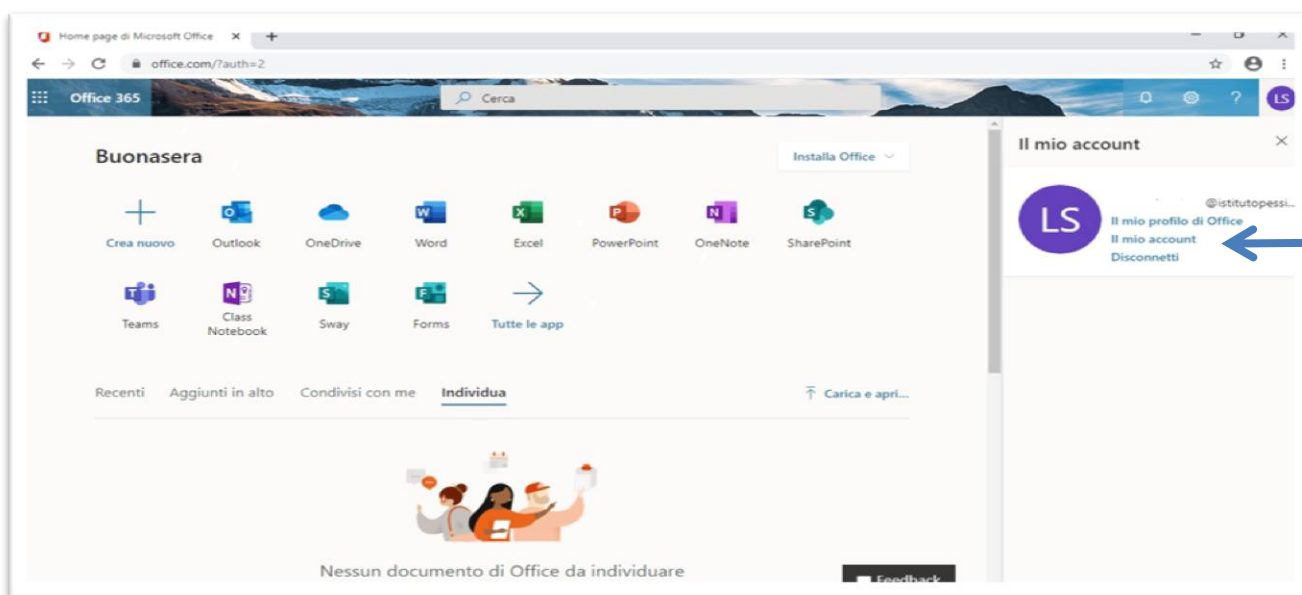 Home page di Microsoft Office
office.com/?auth=2
Office 365
Cerca
?
LS
Buonasera
Installa Office
Il mio account
LS
@istitutopessi...
Il mio profilo di Office
Il mio account
Disconnetti
Crea nuovo
Outlook
OneDrive
Word
Excel
PowerPoint
OneNote
SharePoint
Teams
Class
Notebook
Sway
Forms
Tutte le app
Recenti
Aggiunti in alto
Condivisi con me
Individua
Carica e apri...
Nessun documento di Office da individuare
Feedback